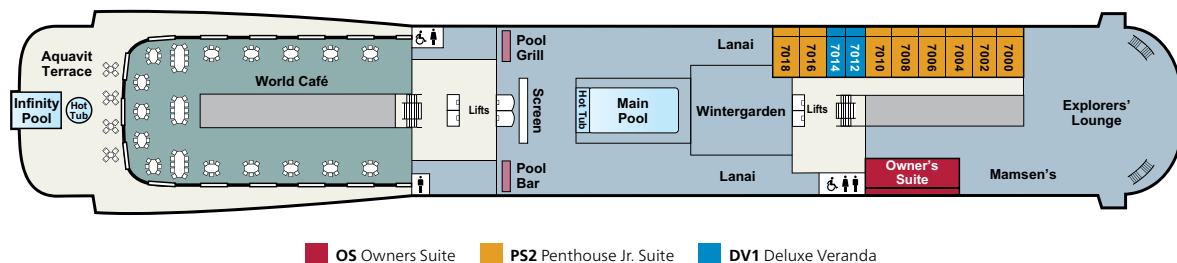 Aquavit
Terrace
Infinity
Pool
Hot
Tub
World Café
Lifts
Pool
Grill
Screen
Pool
Bar
Hot Tub
Main
Pool
Lanai
Wintergarden
Lanai
7018
7016
7014
7012
7010
7008
7006
7004
7002
7000
Lifts
Owner's
Suite
Mamsen's
Explorers'
Lounge
OS Owners Suite
PS2 Penthouse Jr. Suite
DV1 Deluxe Veranda